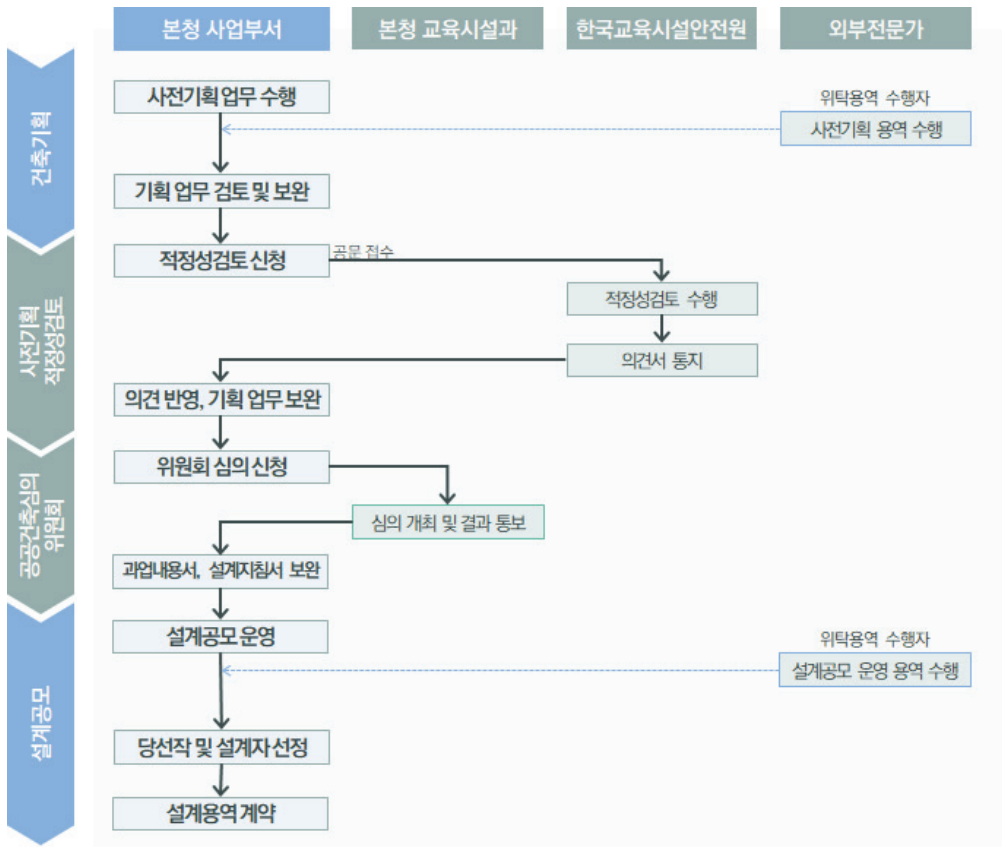 본청 사업부서
본청 교육시설과
한국교육시설안전원
외부전문가
건축기획
사전기획 업무 수행
위탁용역 수행자
사전기획 용역 수행
기획 업무 검토 및 보완
사전기획
적정성검토
적정성검토 신청
공문 접수
적정성검토 수행
의견서 통지
의견 반영, 기획 업무 보완
공공건축심의
위원회
위원회 심의 신청
심의 개최 및 결과 통보
과업내용서, 설계지침서 보완
설계공모
설계공모 운영
위탁용역 수행자
설계공모 운영 용역 수행
당선작 및 설계자 선정
설계용역 계약